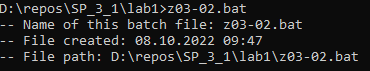 D:\repos\SP_3_1\lab1>z03-02.bat
-- Name of this batch file: z03-02.bat
-- File created: 08.10.2022 09:47
-- File path: D:\repos\SP_3_1\lab1\z03-02.bat